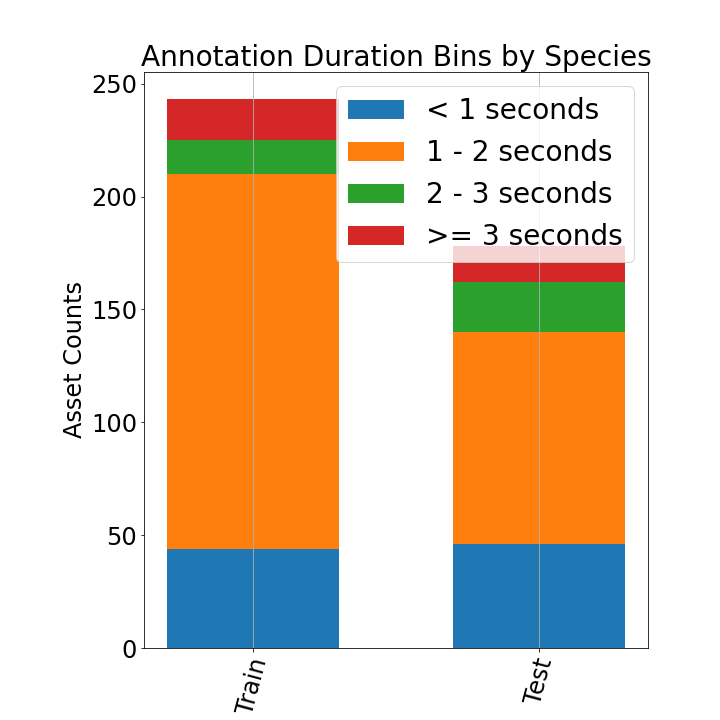 Annotation Duration Bins by Species
250
200
150
100
50
0
Asset Counts
< 1 seconds
1 - 2 seconds
2 - 3 seconds
>= 3 seconds
Train
Test